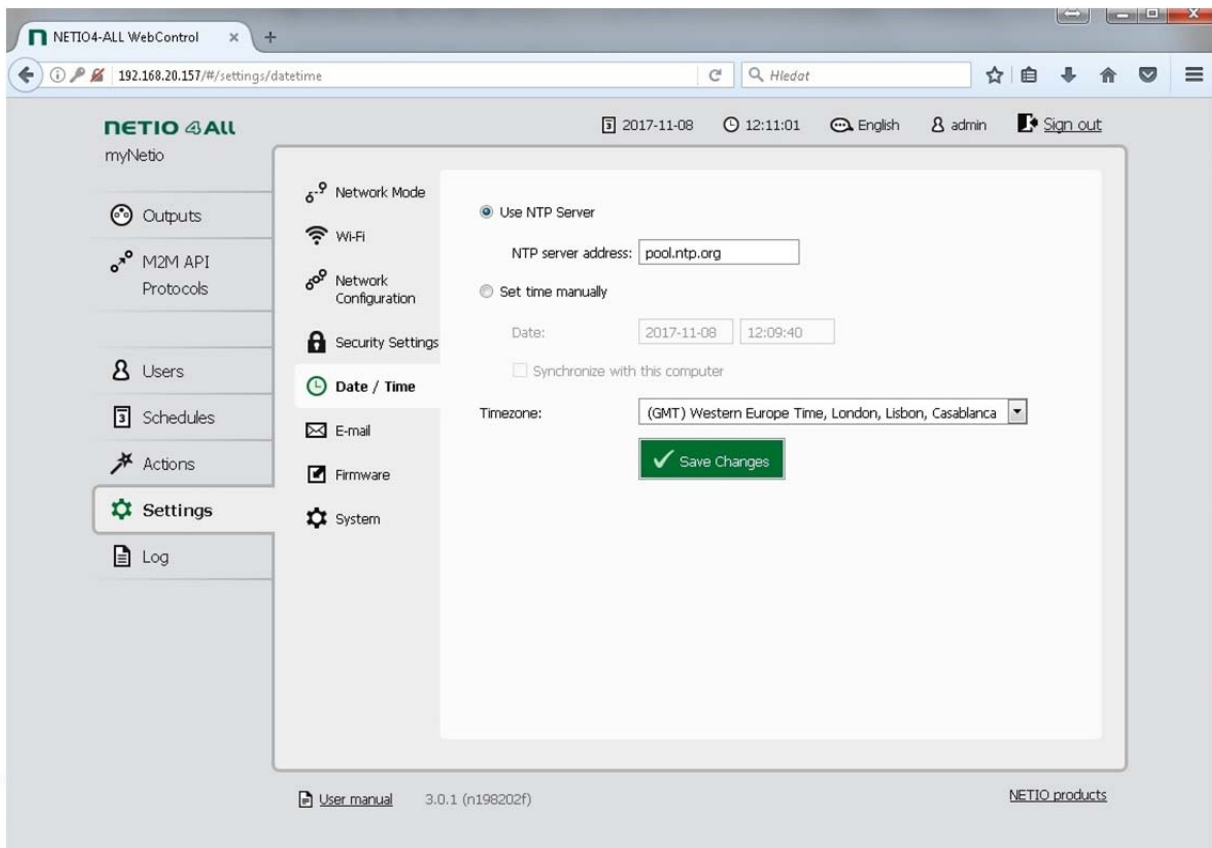 NETIO4-ALL WebControl
192.168.20.157/#/settings/datetime
Hledat
NETIO 4All
myNetio
2017-11-08
12:11:01
English
admin
Sign out
Outputs
M2M API
Protocols
Users
Schedules
Actions
Settings
Log
Network Mode
Wi-Fi
Network
Configuration
Security Settings
Date / Time
E-mail
Firmware
System
Use NTP Server
NTP server address: pool.ntp.org
Set time manually
Date: 2017-11-08 12:09:40
Synchronize with this computer
Timezone: (GMT) Western Europe Time, London, Lisbon, Casablanca
Save Changes
User manual 3.0.1 (n198202f)
NETIO products